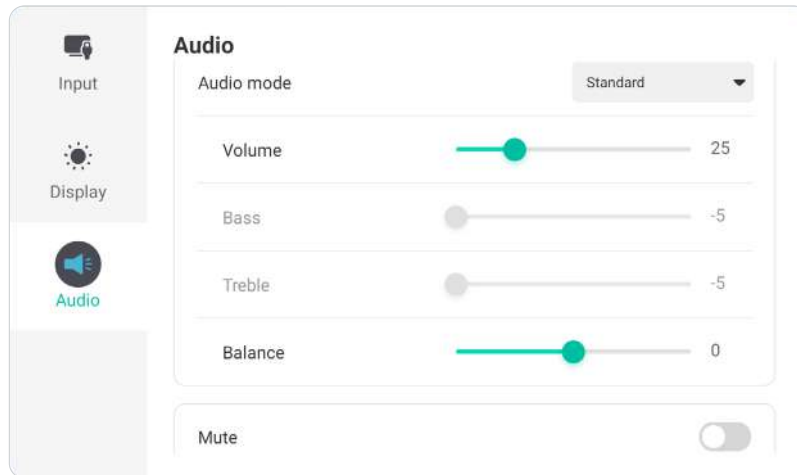 Input
Display
Audio
Audio
Audio mode Standard
Volume 25
Bass -5
Treble -5
Balance 0
Mute